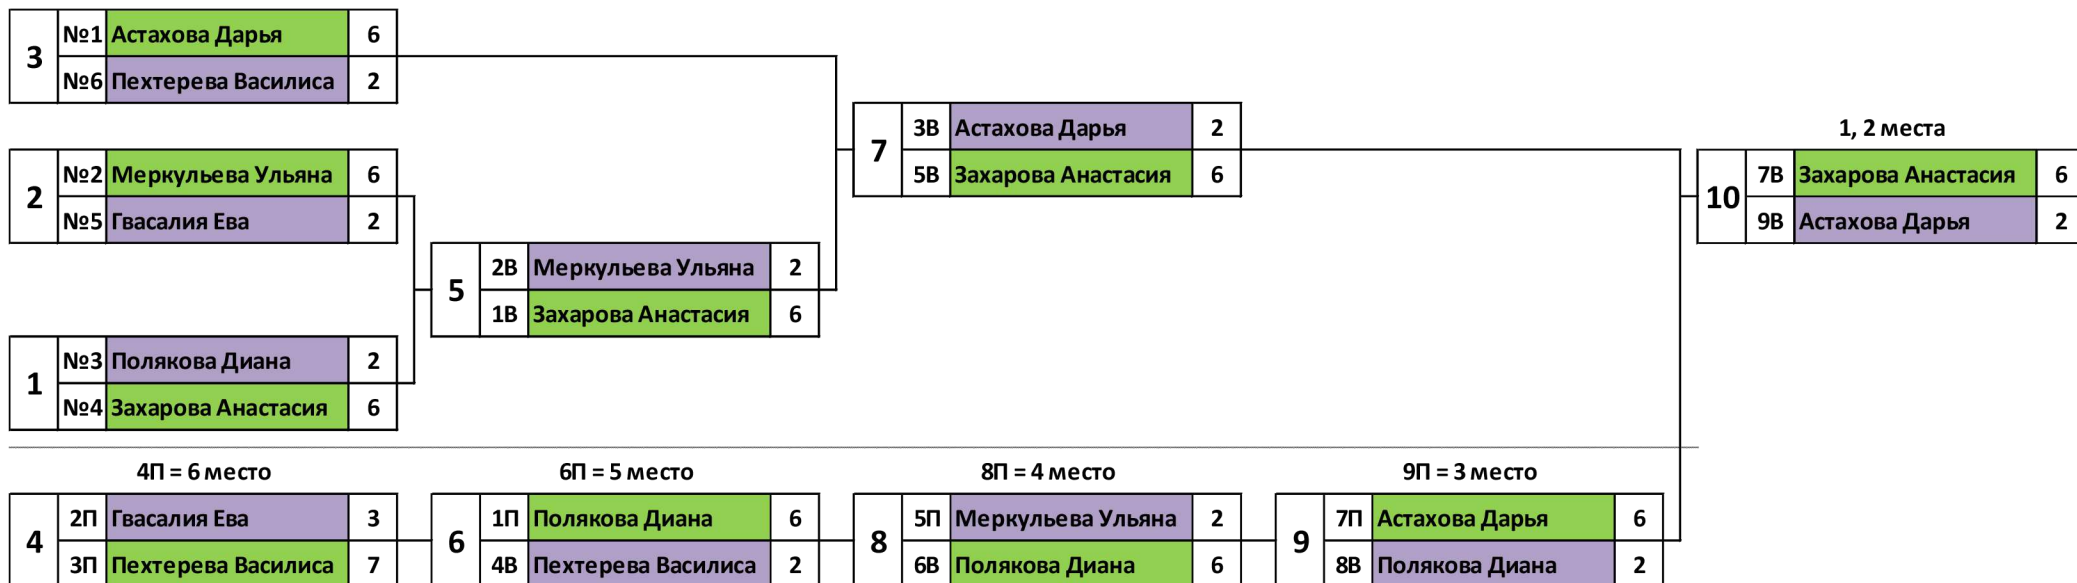 3
№1 Астахова Дарья 6
№6 Пехтерева Василиса 2
2
№2 Меркульева Ульяна 6
№5 Гвасалия Ева 2
1
№3 Полякова Диана 2
№4 Захарова Анастасия 6
5
2В Меркульева Ульяна 2
1В Захарова Анастасия 6
7
3В Астахова Дарья 2
5В Захарова Анастасия 6
1, 2 места
10
7В Захарова Анастасия 6
9В Астахова Дарья 2
4П = 6 место
4
2П Гвасалия Ева 3
3П Пехтерева Василиса 7
6П = 5 место
6
1П Полякова Диана 6
4В Пехтерева Василиса 2
8П = 4 место
8
5П Меркульева Ульяна 2
6В Полякова Диана 6
9П = 3 место
9
7П Астахова Дарья 6
8В Полякова Диана 2